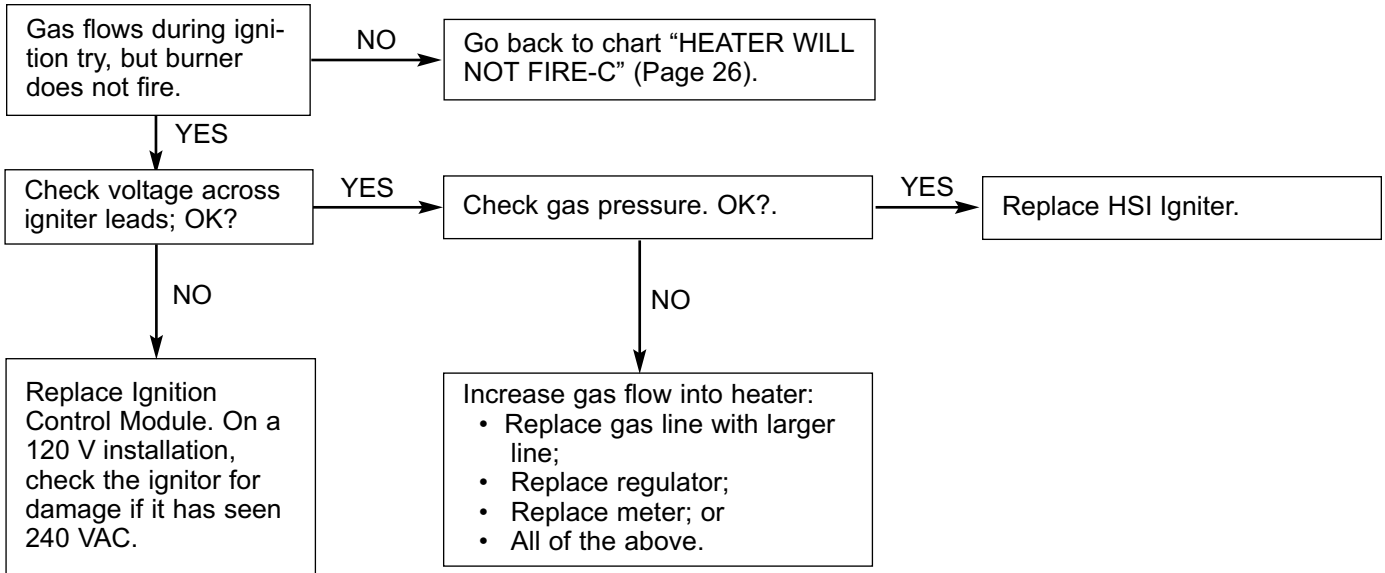 Gas flows during igni-
tion try, but burner
does not fire.
NO
Go back to chart “HEATER WILL
NOT FIRE-C” (Page 26).
YES
Check voltage across
igniter leads; OK?
YES
Check gas pressure. OK?.
YES
Replace HSI Igniter.
NO
NO
Replace Ignition
Control Module. On a
120 V installation,
check the ignitor for
damage if it has seen
240 VAC.
Increase gas flow into heater:
• Replace gas line with larger
line;
• Replace regulator;
• Replace meter; or
• All of the above.